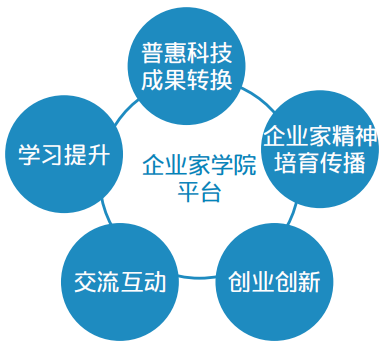 普惠科技
成果转换
企业家精神
培育传播
学习提升
企业家学院
平台
交流互动
创业创新